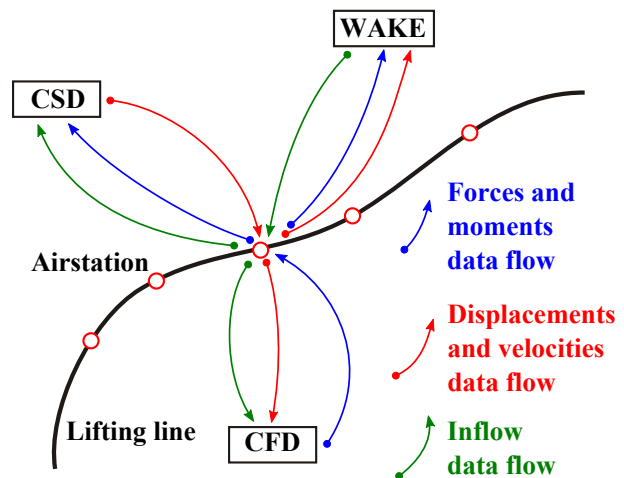 WAKE
CSD
Forces and
moments
data flow
Airstation
Displacements
and velocities
data flow
Lifting line
CFD
Inflow
data flow